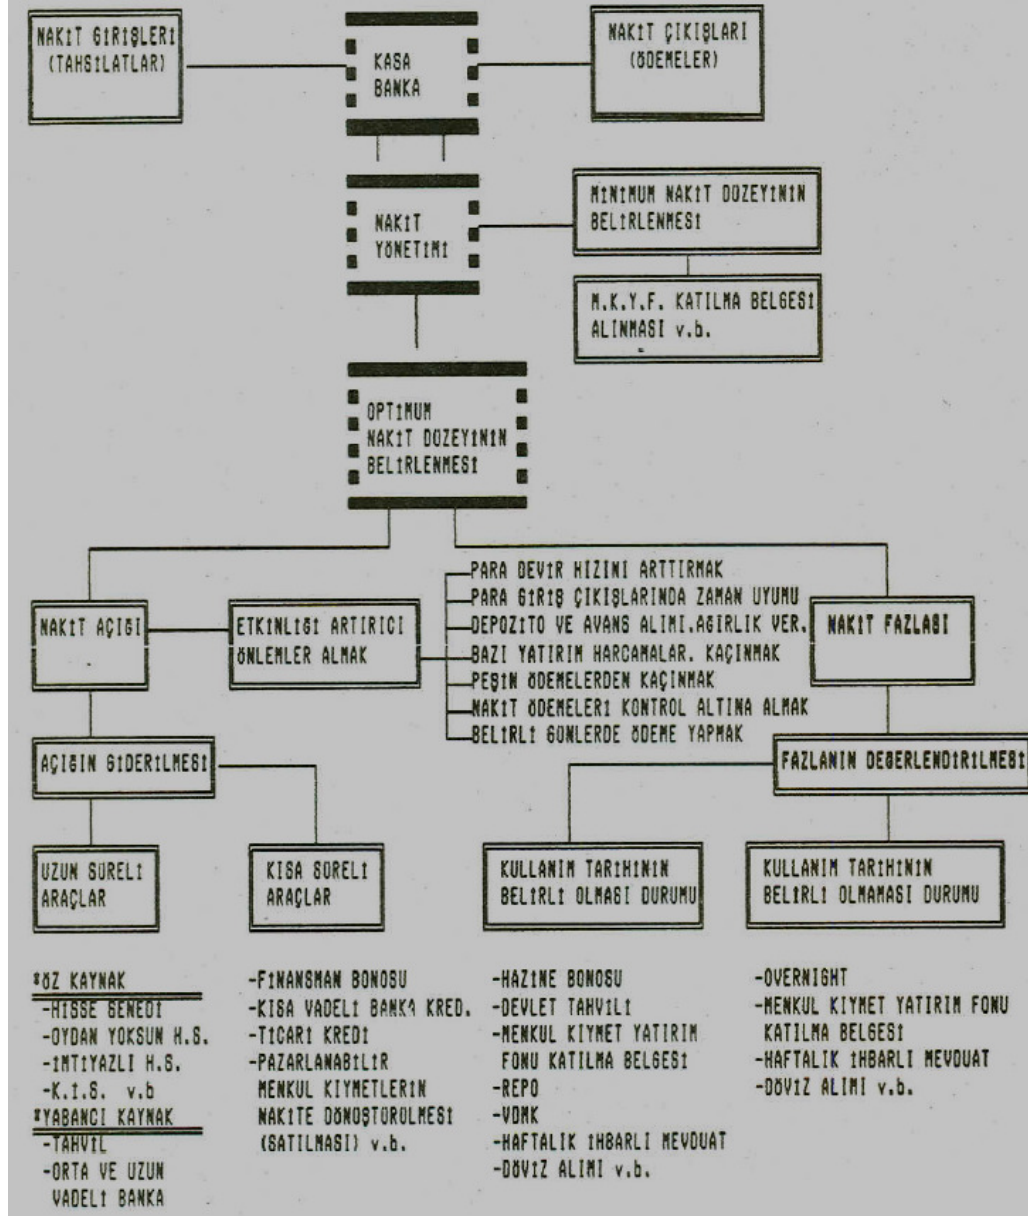 NAKİT GİRİŞLERİ
(TAHSİLATLAR)
KASA
BANKA
NAKİT ÇIKIŞLARI
(ÖDEMELER)
NAKİT
YÖNETİMİ
MİNİMUM NAKİT DÜZEYİNİN
BELİRLENMESİ
M.K.Y.F. KATILMA BELGESİ
ALINMASI v.b.
OPTİMUM
NAKİT DÜZEYİNİN
BELİRLENMESİ
NAKİT AÇIĞI
ETKİNLİĞİ ARTIRICI
ÖNLEMLER ALMAK
PARA DEVİR HIZINI ARTTIRMAK
PARA GİRİŞ ÇIKIŞLARINDA ZAMAN UYUMU
DEPOZİTO VE AVANS ALIMI.AĞIRLIK VER.
BAZI YATIRIM HARCAMALAR. KAÇINMAK
PEŞİN ÖDEMELERDEN KAÇINMAK
NAKİT ÖDEMELERİ KONTROL ALTINA ALMAK
BELİRLİ GÜNLERDE ÖDEME YAPMAK
NAKİT FAZLASI
AÇIĞIN GİDERİLMESİ
FAZLANIN DEĞERLENDİRİLMESİ
UZUN SÜRELİ
ARAÇLAR
KISA SÜRELİ
ARAÇLAR
KULLANIM TARİHİNİN
BELİRLİ OLMASI DURUMU
KULLANIM TARİHİNİN
BELİRLİ OLMAMASI DURUMU
*ÖZ KAYNAK
-HİSSE SENEDİ
-OYDAN YOKSUN H.S.
-İMTİYAZLI H.S.
-K.I.S. v.b
*YABANCI KAYNAK
-TAHVİL
-ORTA VE UZUN
VADELİ BANKA
-FİNANSMAN BONOSU
-KISA VADELİ BANKA KRED.
-TİCARİ KREDİ
-PAZARLANABİLİR
MENKUL KIYMETLERİN
NAKİTE DÖNÜŞTÜRÜLMESİ
(SATILMASI) v.b.
-HAZİNE BONOSU
-DEVLET TAHVİLİ
-MENKUL KIYMET YATIRIM
FONU KATILMA BELGESİ
-REPO
-VDMK
-HAFTALIK İHBARLI MEVDUAT
-DÖVİZ ALIMI v.b.
-OVERNIGHT
-MENKUL KIYMET YATIRIM FONU
KATILMA BELGESİ
-HAFTALIK İHBARLI MEVDUAT
-DÖVİZ ALIMI v.b.